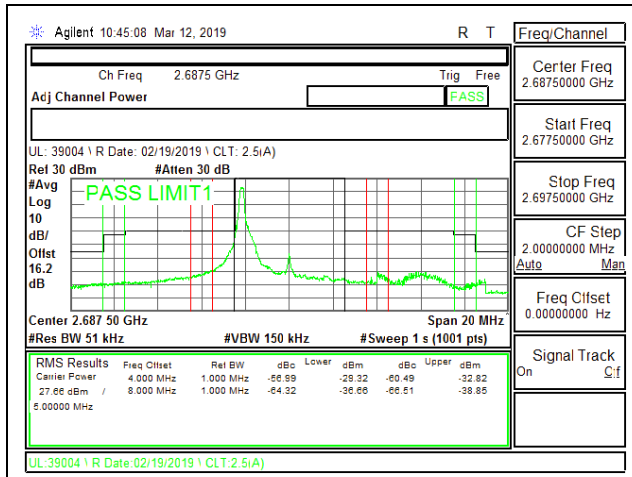 Agilent 10:45:08 Mar 12, 2019 R T
Freq/Channel
Ch Freq 2.6875 GHz Trig Free
Adj Channel Power PASS
Center Freq
2.68750000 GHz
Start Freq
2.67750000 GHz
Stop Freq
2.69750000 GHz
CF Step
2.00000000 MHz
Auto Man
Freq Offset
0.00000000 Hz
Signal Track
On Off
UL: 39004 \ R Date: 02/19/2019 \ CLT: 2.5(A)
Ref 30 dBm #Atten 30 dB
#Avg
Log
10
dB/
Offst
16.2
dB
PASS LIMIT1
Center 2.687 50 GHz Span 20 MHz
#Res BW 51 kHz #VBW 150 kHz #Sweep 1 s (1001 pts)
RMS Results Freq Offset Ref BW dBc Lower dBm dBc Upper dBm
Carrier Power 4.000 MHz 1.000 MHz -56.99 -29.32 -60.49 -32.82
27.66 dBm / 8.000 MHz 1.000 MHz -64.32 -36.66 -66.51 -38.85
5.00000 MHz
UL:39004 \ R Date:02/19/2019 \ CLT:2.5(A)